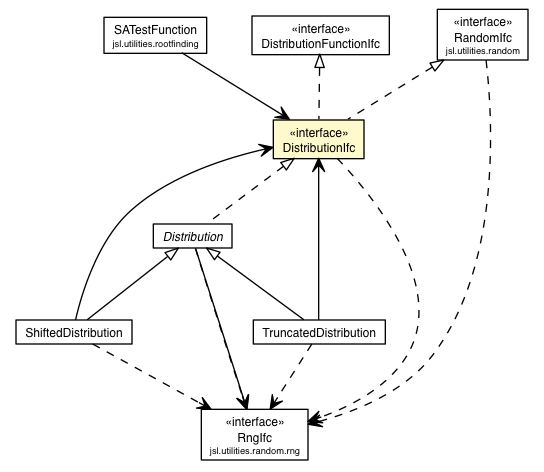 SATestFunction
jsl.utilities.rootfinding
«interface»
DistributionFunctionIfc
«interface»
RandomIfc
jsl.utilities.random
«interface»
DistributionIfc
Distribution
ShiftedDistribution
TruncatedDistribution
«interface»
RngIfc
jsl.utilities.random.rng